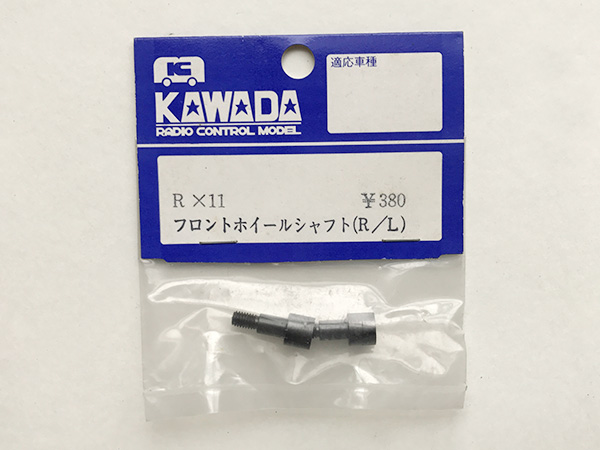 K
KAWADA
RADIO CONTROL MODEL
適応車種
R×11 ¥380
フロントホイールシャフト(R/L)